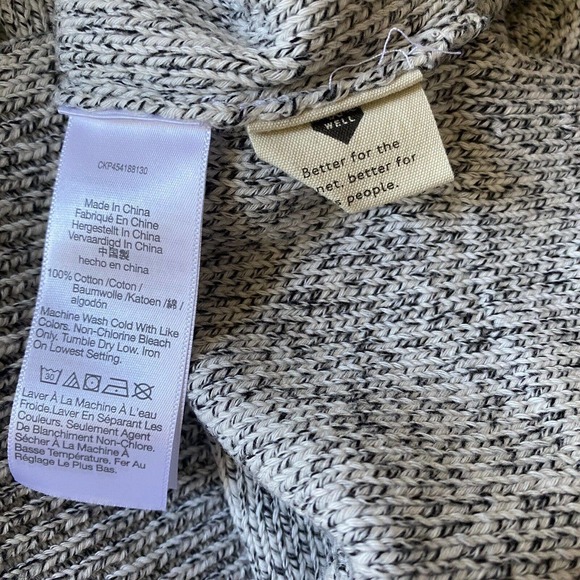 CKP454188130
Made In China
Fabriqué En Chine
Hergestellt In China
Vervaardigd In China
中國製
hecho en china
100% Cotton /Coton /
Baumwolle /Katoen /綿 /
algodón
Machine Wash Cold With Like
Colors. Non-Chlorine Bleach
Only. Tumble Dry Low. Iron
On Lowest Setting.
30
Laver À La Machine À L'eau
Froide.Laver En Séparant Les
Couleurs. Seulement Agent
De Blanchiment Non-Chlore.
Sécher À La Machine À
Basse Température. Fer Au
Réglage Le Plus Bas.
WELL
Better for the
net, better for
people.